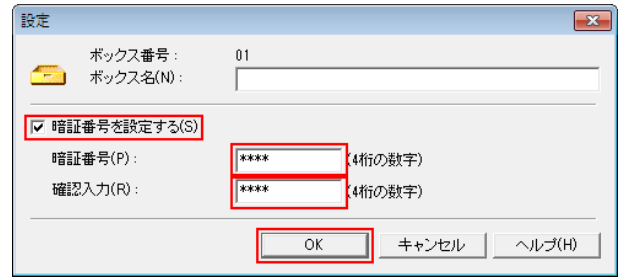 設定
ボックス番号： 01
ボックス名(N)：
暗証番号を設定する(S)
暗証番号(P)： **** (4桁の数字)
確認入力(R)： **** (4桁の数字)
OK キャンセル ヘルプ(H)